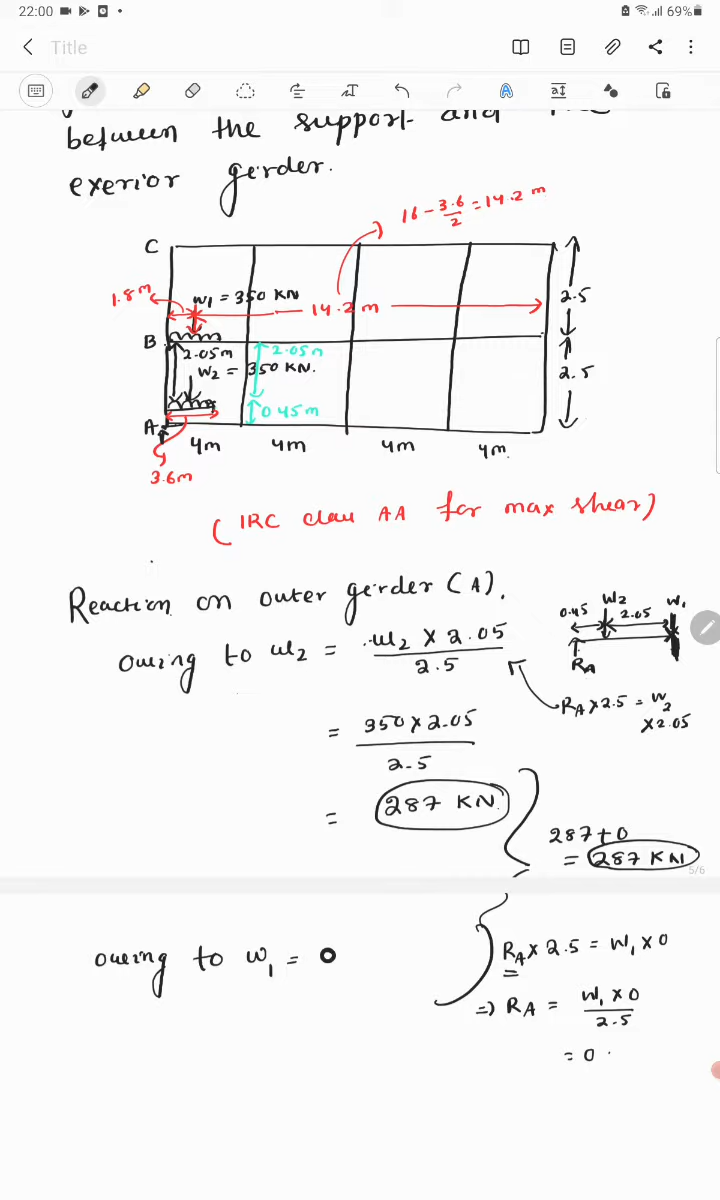 22:00
69%
Title
between the support and the
exerior girder.
16 - 3.6/2 = 14.2 m
C
1.8m
W1 = 350 KN
14.2 m
2.5
B
2.05m
2.05m
W2 = 350 KN.
2.5
0.45m
A
4m 4m 4m 4m.
3.6m
(IRC clau AA for max shear)
Reaction on outer girder (A).
0.45 W2 2.05 W1
RA
owing to W2 = W2 X 2.05 / 2.5
RA X 2.5 = W2
X 2.05
= 350 X 2.05 / 2.5
= 287 KN.
287 + 0
= 287 KN
5/6
owing to W1 = 0
RA X 2.5 = W1 X 0
=) RA = W1 X 0 / 2.5
= 0.